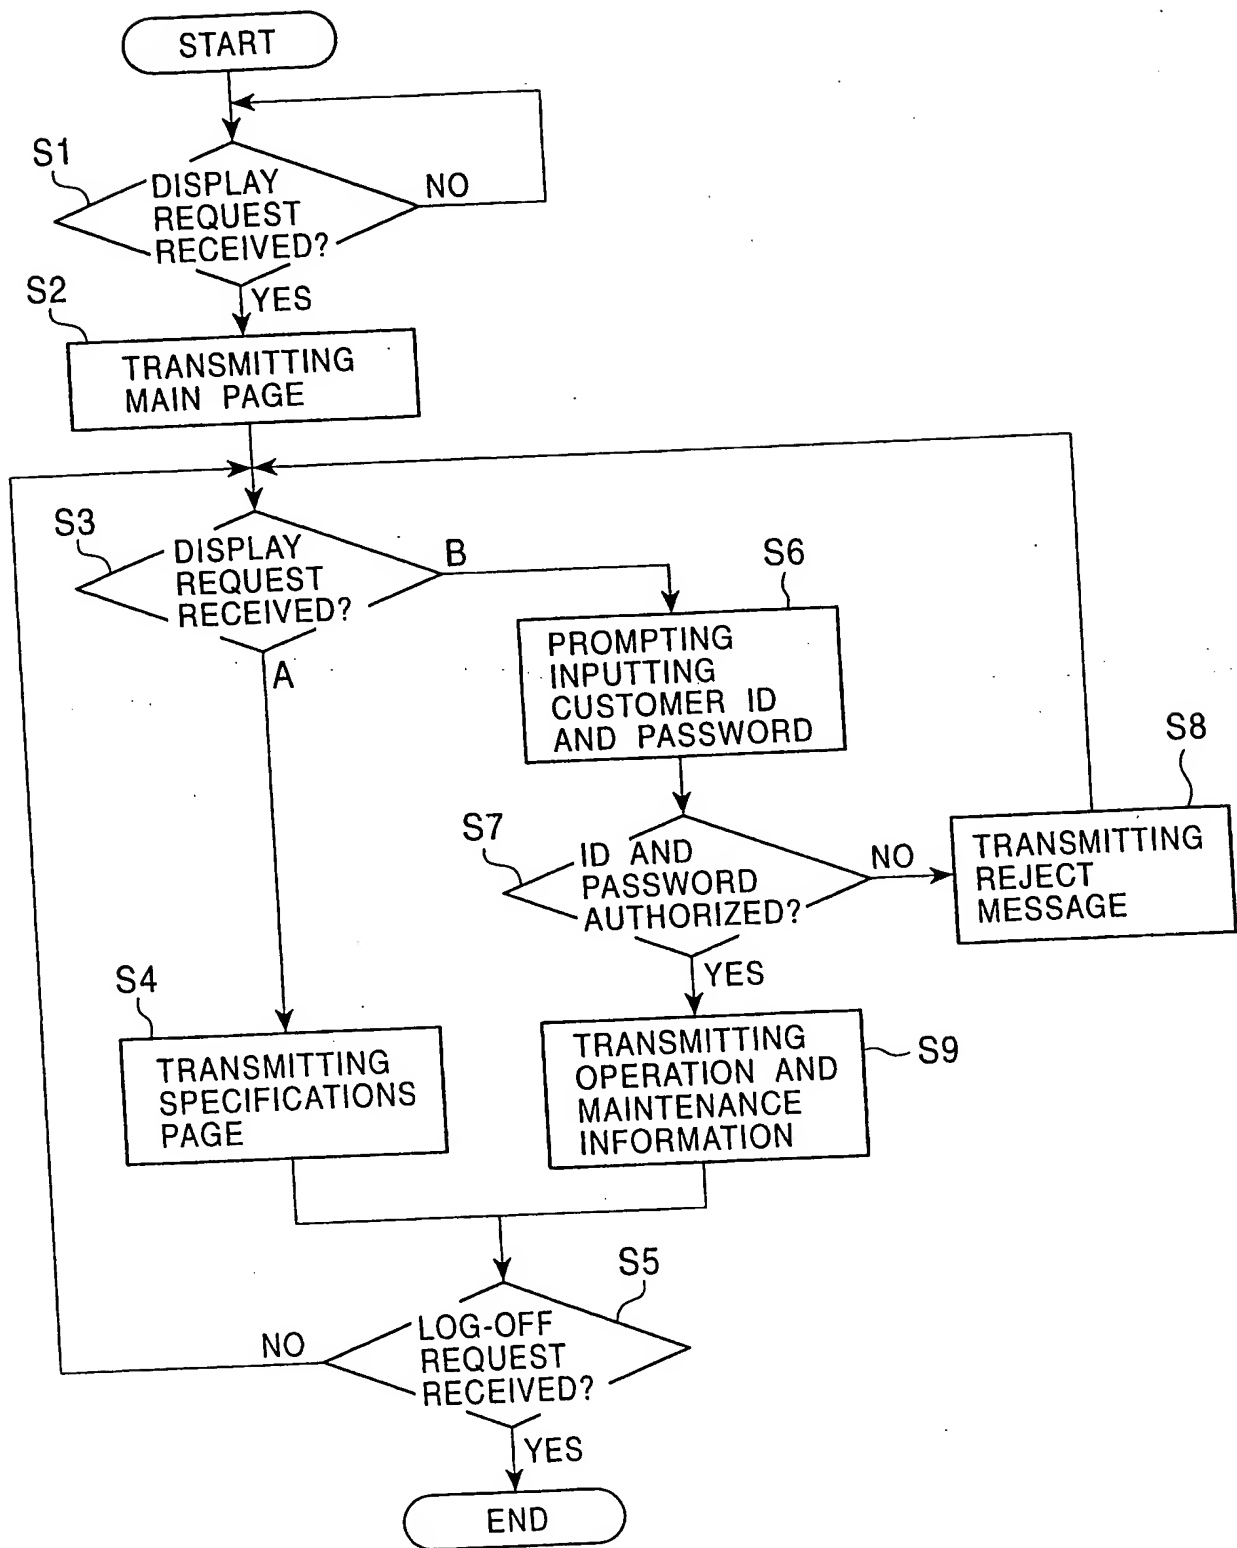 START
S1
DISPLAY
REQUEST
RECEIVED?
NO
YES
S2
TRANSMITTING
MAIN PAGE
S3
DISPLAY
REQUEST
RECEIVED?
B
A
S6
PROMPTING
INPUTTING
CUSTOMER ID
AND PASSWORD
S7
ID AND
PASSWORD
AUTHORIZED?
NO
YES
S8
TRANSMITTING
REJECT
MESSAGE
S4
TRANSMITTING
SPECIFICATIONS
PAGE
TRANSMITTING
OPERATION AND
MAINTENANCE
INFORMATION
S9
S5
LOG-OFF
REQUEST
RECEIVED?
NO
YES
END